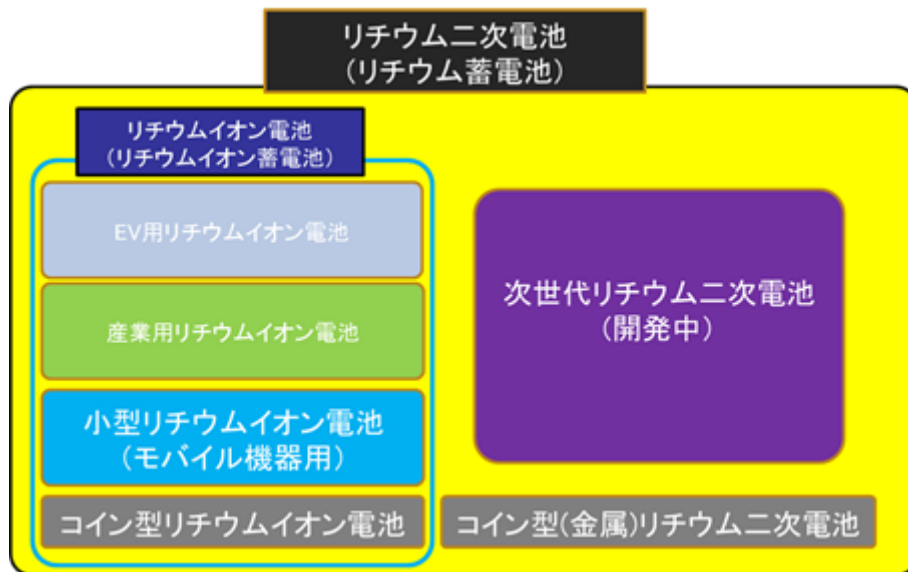 リチウム二次電池
(リチウム蓄電池)
リチウムイオン電池
(リチウムイオン蓄電池)
EV用リチウムイオン電池
産業用リチウムイオン電池
小型リチウムイオン電池
(モバイル機器用)
コイン型リチウムイオン電池
次世代リチウム二次電池
(開発中)
コイン型(金属)リチウム二次電池